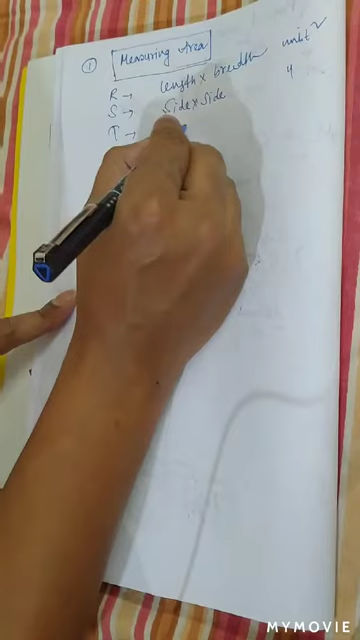 ① Measuring Area
R → length × breadth unit²
S → Side × Side "
T →
MYMOVIE